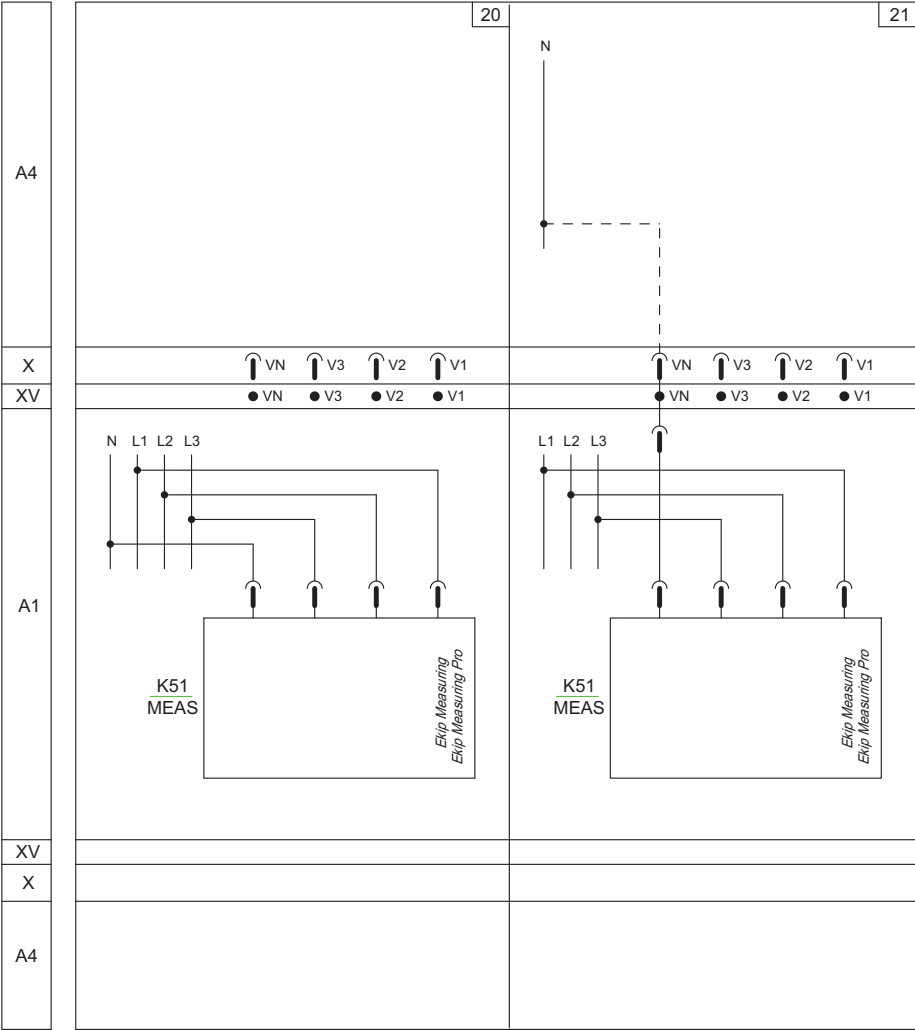 20
21
A4
N
X
VN V3 V2 V1
VN V3 V2 V1
XV
VN V3 V2 V1
VN V3 V2 V1
N L1 L2 L3
L1 L2 L3
A1
K51
MEAS
Ekip Measuring
Ekip Measuring Pro
K51
MEAS
Ekip Measuring
Ekip Measuring Pro
XV
X
A4